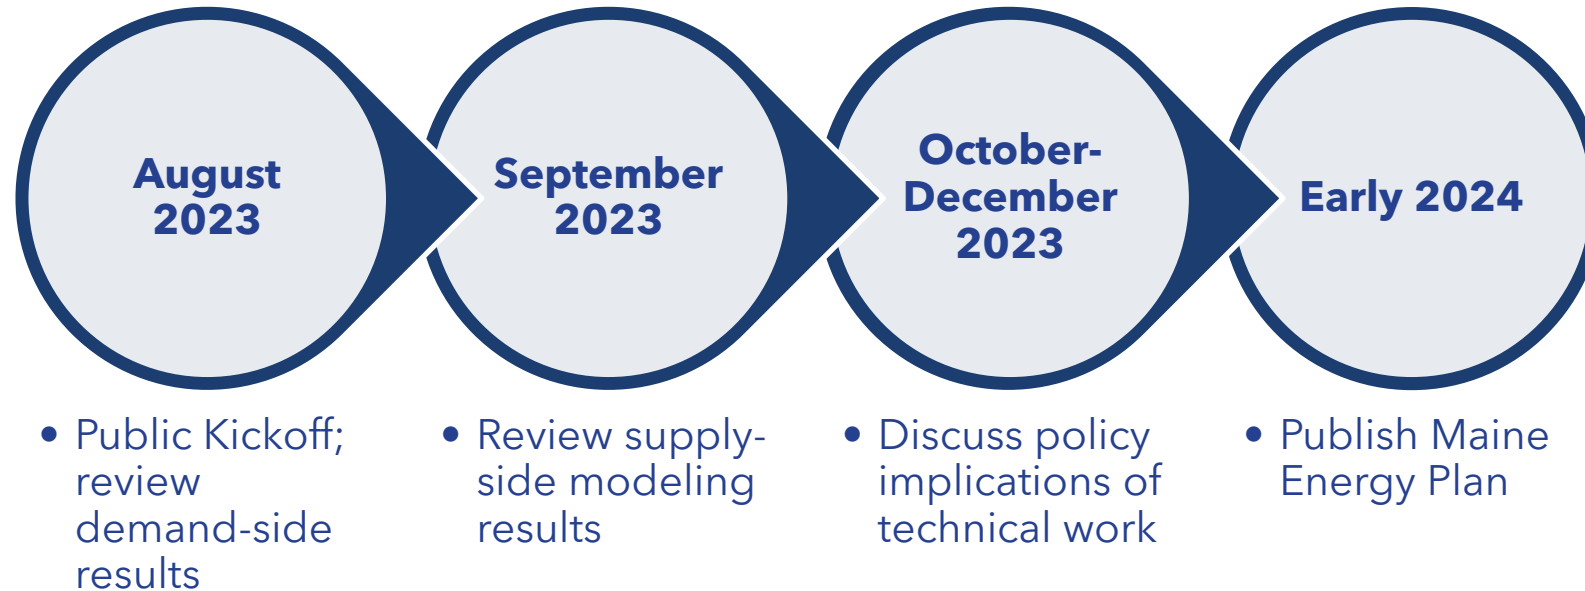 August
2023
• Public Kickoff;
review
demand-side
results
September
2023
• Review supply-
side modeling
results
October-
December
2023
• Discuss policy
implications of
technical work
Early 2024
• Publish Maine
Energy Plan